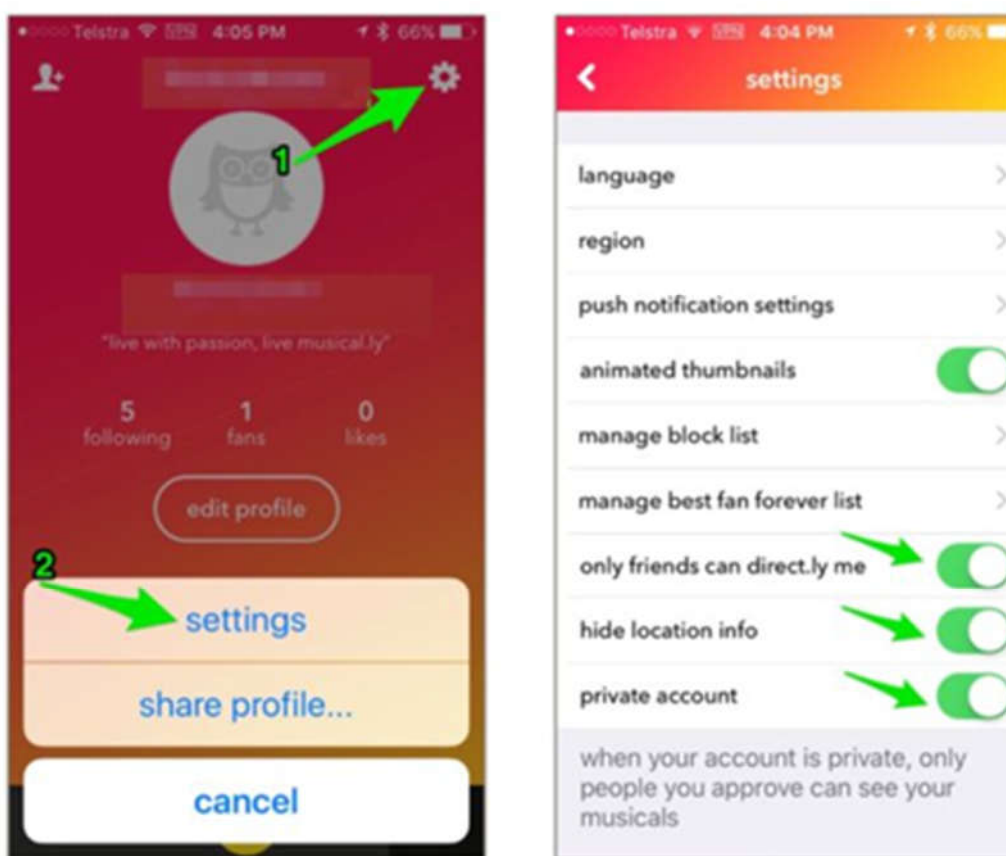 Telstra VPN 4:05 PM 66%
1
"live with passion, live musical.ly"
5 1 0
following fans likes
edit profile
2
settings
share profile...
cancel
Telstra VPN 4:04 PM 66%
settings
language
region
push notification settings
animated thumbnails
manage block list
manage best fan forever list
only friends can direct.ly me
hide location info
private account
when your account is private, only
people you approve can see your
musicals